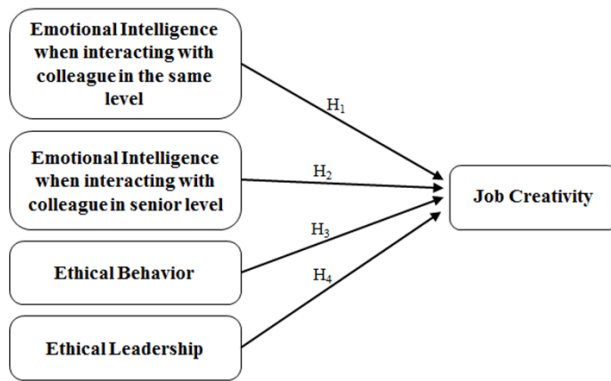 Emotional Intelligence
when interacting with
colleague in the same
level
H1
Emotional Intelligence
when interacting with
colleague in senior level
H2
Job Creativity
Ethical Behavior
H3
Ethical Leadership
H4